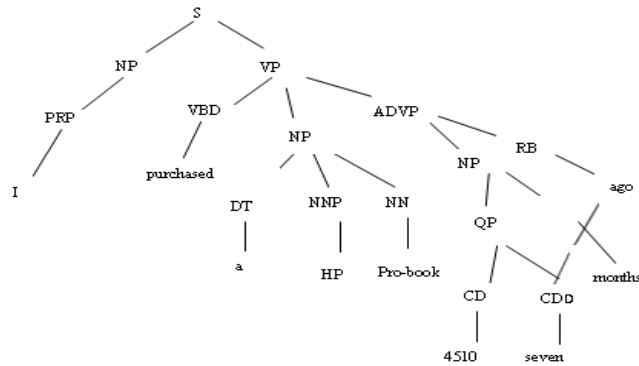 S
NP VP
PRP VBD ADVP
NP NP RB
purchased
I ago
DT NNP NN QP
a HP Pro-book months
CD CDD
4510 seven